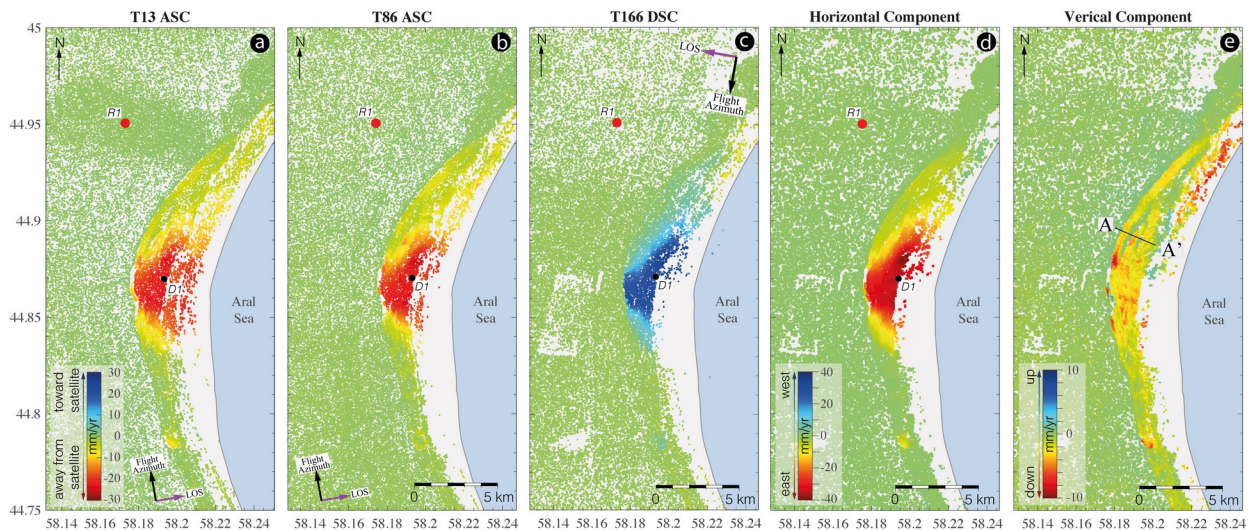 T13 ASC
T86 ASC
T166 DSC
Horizontal Component
Verical Component
45
44.95
44.9
44.85
44.8
44.75
N
a
R1
D1
Aral
Sea
30
20
10
0
-10
-20
-30
mm/yr
toward
satellite
away from
satellite
Flight
Azimuth
LOS
58.14 58.16 58.18 58.2 58.22 58.24
N
b
R1
D1
Aral
Sea
Flight
Azimuth
LOS
0 5 km
58.14 58.16 58.18 58.2 58.22 58.24
N
c
LOS
Flight
Azimuth
R1
D1
Aral
Sea
0 5 km
58.14 58.16 58.18 58.2 58.22 58.24
N
d
R1
D1
Aral
Sea
west
east
40
20
0
-20
-40
mm/yr
0 5 km
58.14 58.16 58.18 58.2 58.22 58.24
N
e
A
A'
Aral
Sea
up
down
10
0
-10
mm/yr
0 5 km
58.14 58.16 58.18 58.2 58.22 58.24